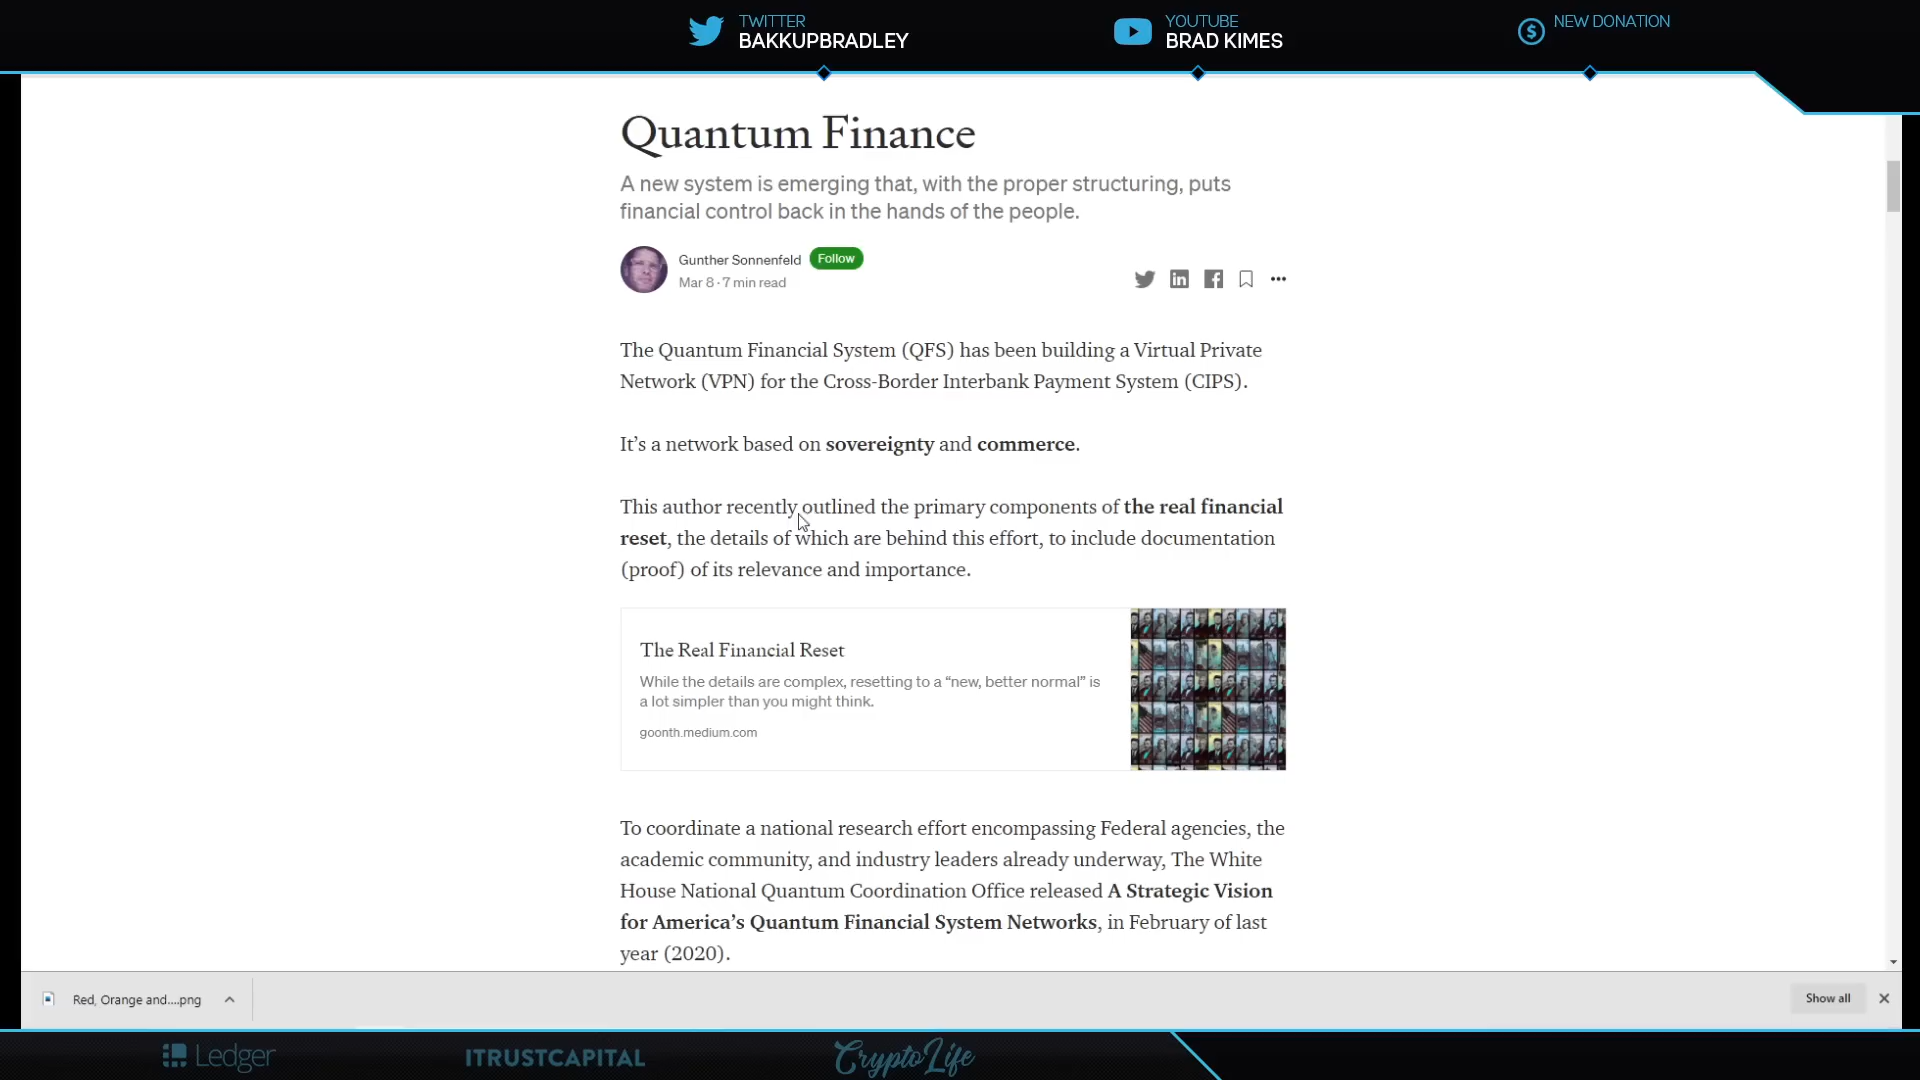 TWITTER
BAKKUPBRADLEY
YOUTUBE
BRAD KIMES
NEW DONATION
Quantum Finance
A new system is emerging that, with the proper structuring, puts
financial control back in the hands of the people.
Gunther Sonnenfeld Follow
Mar 8 · 7 min read
The Quantum Financial System (QFS) has been building a Virtual Private
Network (VPN) for the Cross-Border Interbank Payment System (CIPS).
It’s a network based on sovereignty and commerce.
This author recently outlined the primary components of the real financial
reset, the details of which are behind this effort, to include documentation
(proof) of its relevance and importance.
The Real Financial Reset
While the details are complex, resetting to a “new, better normal” is
a lot simpler than you might think.
goonth.medium.com
To coordinate a national research effort encompassing Federal agencies, the
academic community, and industry leaders already underway, The White
House National Quantum Coordination Office released A Strategic Vision
for America’s Quantum Financial System Networks, in February of last
year (2020).
Red, Orange and....png
Show all
Ledger
ITRUSTCAPITAL
CryptoLife